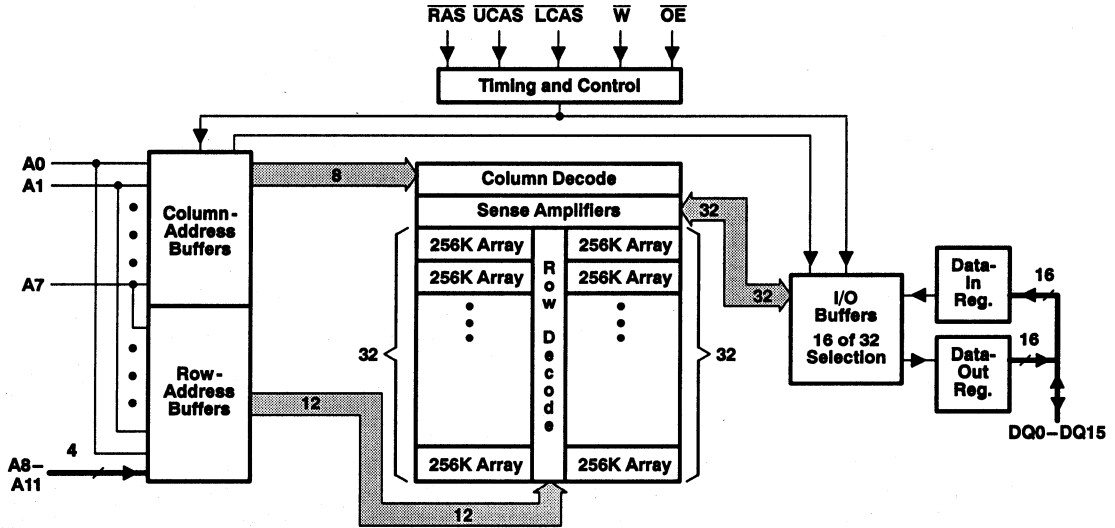 RAS UCAS LCAS W OE
Timing and Control
A0
A1
A7
A8–
A11
4
Column-
Address
Buffers
Row-
Address
Buffers
8
12
12
Column Decode
Sense Amplifiers
256K Array
256K Array
256K Array
256K Array
256K Array
256K Array
Row Decode
32
32
32
32
I/O
Buffers
16 of 32
Selection
Data-
In
Reg.
16
Data-
Out
Reg.
16
DQ0–DQ15